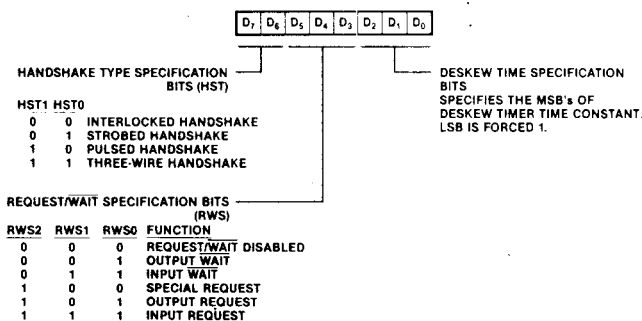 D7 D6 D5 D4 D3 D2 D1 D0
HANDSHAKE TYPE SPECIFICATION
BITS (HST)
HST1 HST0
0 0 INTERLOCKED HANDSHAKE
0 1 STROBED HANDSHAKE
1 0 PULSED HANDSHAKE
1 1 THREE-WIRE HANDSHAKE
DESKEW TIME SPECIFICATION
BITS
SPECIFIES THE MSB's OF
DESKEW TIMER TIME CONSTANT.
LSB IS FORCED 1.
REQUEST/WAIT SPECIFICATION BITS
(RWS)
RWS2 RWS1 RWS0 FUNCTION
0 0 0 REQUEST/WAIT DISABLED
0 0 1 OUTPUT WAIT
0 1 1 INPUT WAIT
1 0 0 SPECIAL REQUEST
1 0 1 OUTPUT REQUEST
1 1 1 INPUT REQUEST